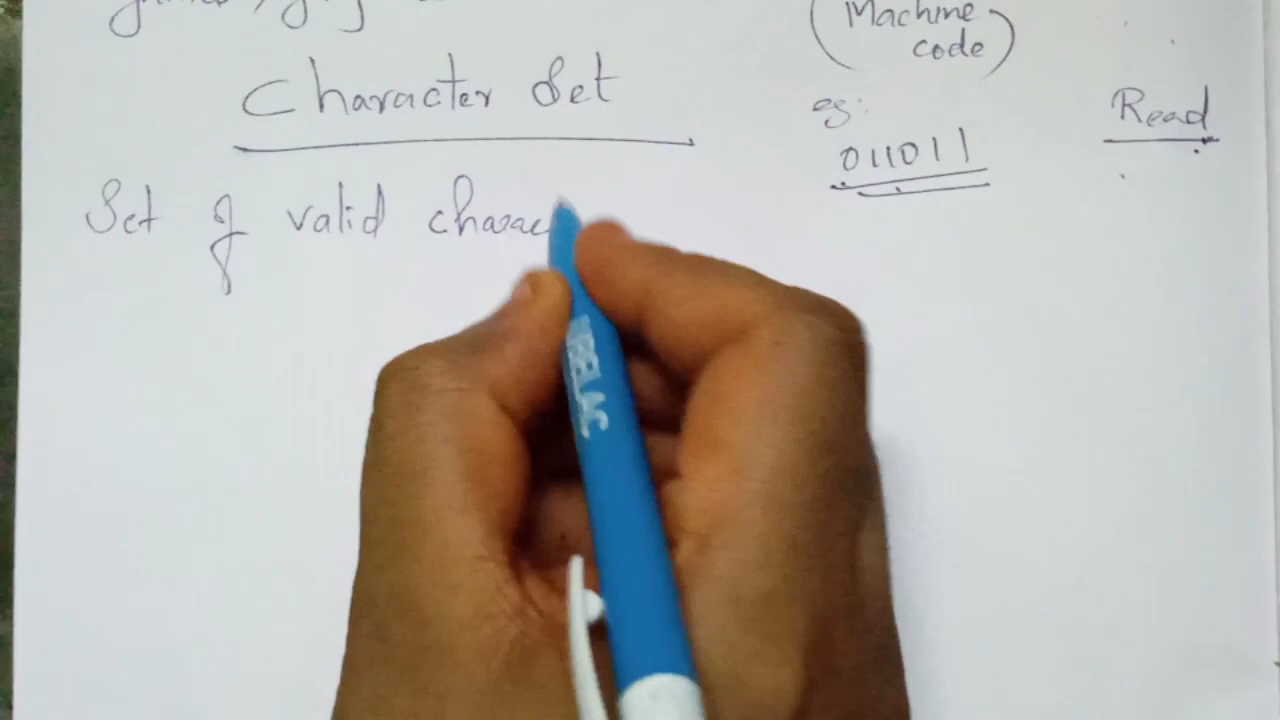 Character Set
Set of valid charac
(Machine
code)
eg:
011011
Read